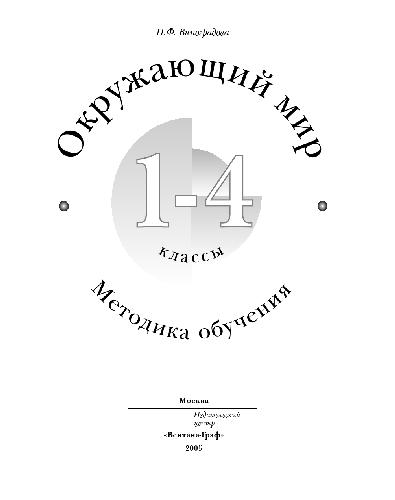 Н.Ф. Виноградова
Окружающий мир
1-4
классы
Методика обучения
Москва
Издательский
центр
«Вентана-Граф»
2005